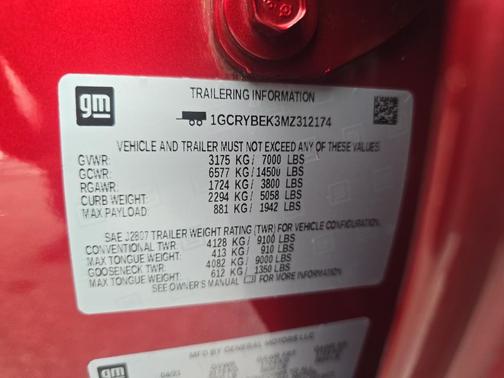 gm
TRAILERING INFORMATION
1GCRYBEK3MZ312174
VEHICLE AND TRAILER MUST NOT EXCEED ANY OF THESE VALUES
GVWR: 3175 KG/ 7000 LBS
GCWR: 6577 KG/14500 LBS
RGAWR: 1724 KG/ 3800 LBS
CURB WEIGHT: 2294 KG/ 5058 LBS
MAX PAYLOAD: 881 KG/ 1942 LBS
SAE J2807 TRAILER WEIGHT RATING (TWR) FOR VEHICLE CONFIGURATION.
CONVENTIONAL TWR: 4128 KG/ 9100 LBS
MAX TONGUE WEIGHT: 413 KG/ 910 LBS
GOOSENECK TWR: 4082 KG/ 9000 LBS
MAX TONGUE WEIGHT: 612 KG/ 1350 LBS
SEE OWNER'S MANUAL FOR MORE INFORMATION
gm
MFD BY GENERAL MOTORS LLC